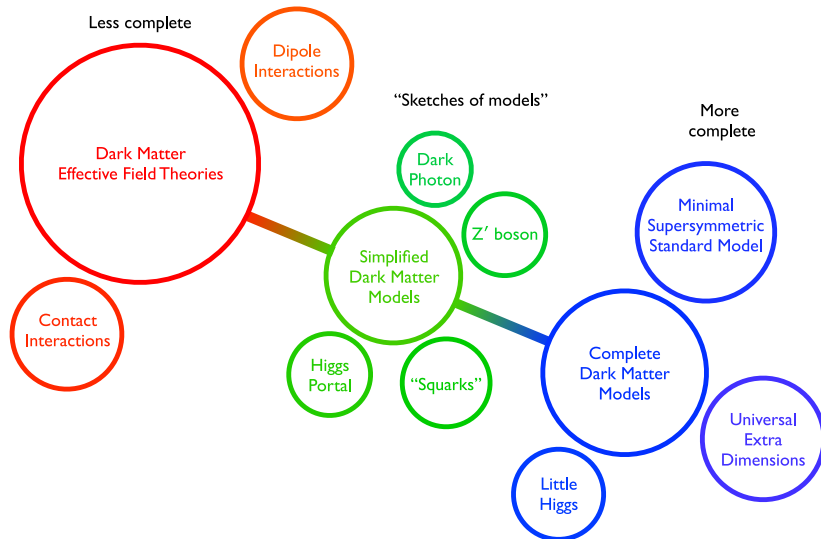 Less complete
Dipole
Interactions
Dark Matter
Effective Field Theories
Contact
Interactions
“Sketches of models”
Dark
Photon
Z′ boson
Simplified
Dark Matter
Models
Higgs
Portal
“Squarks”
More
complete
Minimal
Supersymmetric
Standard Model
Complete
Dark Matter
Models
Universal
Extra
Dimensions
Little
Higgs